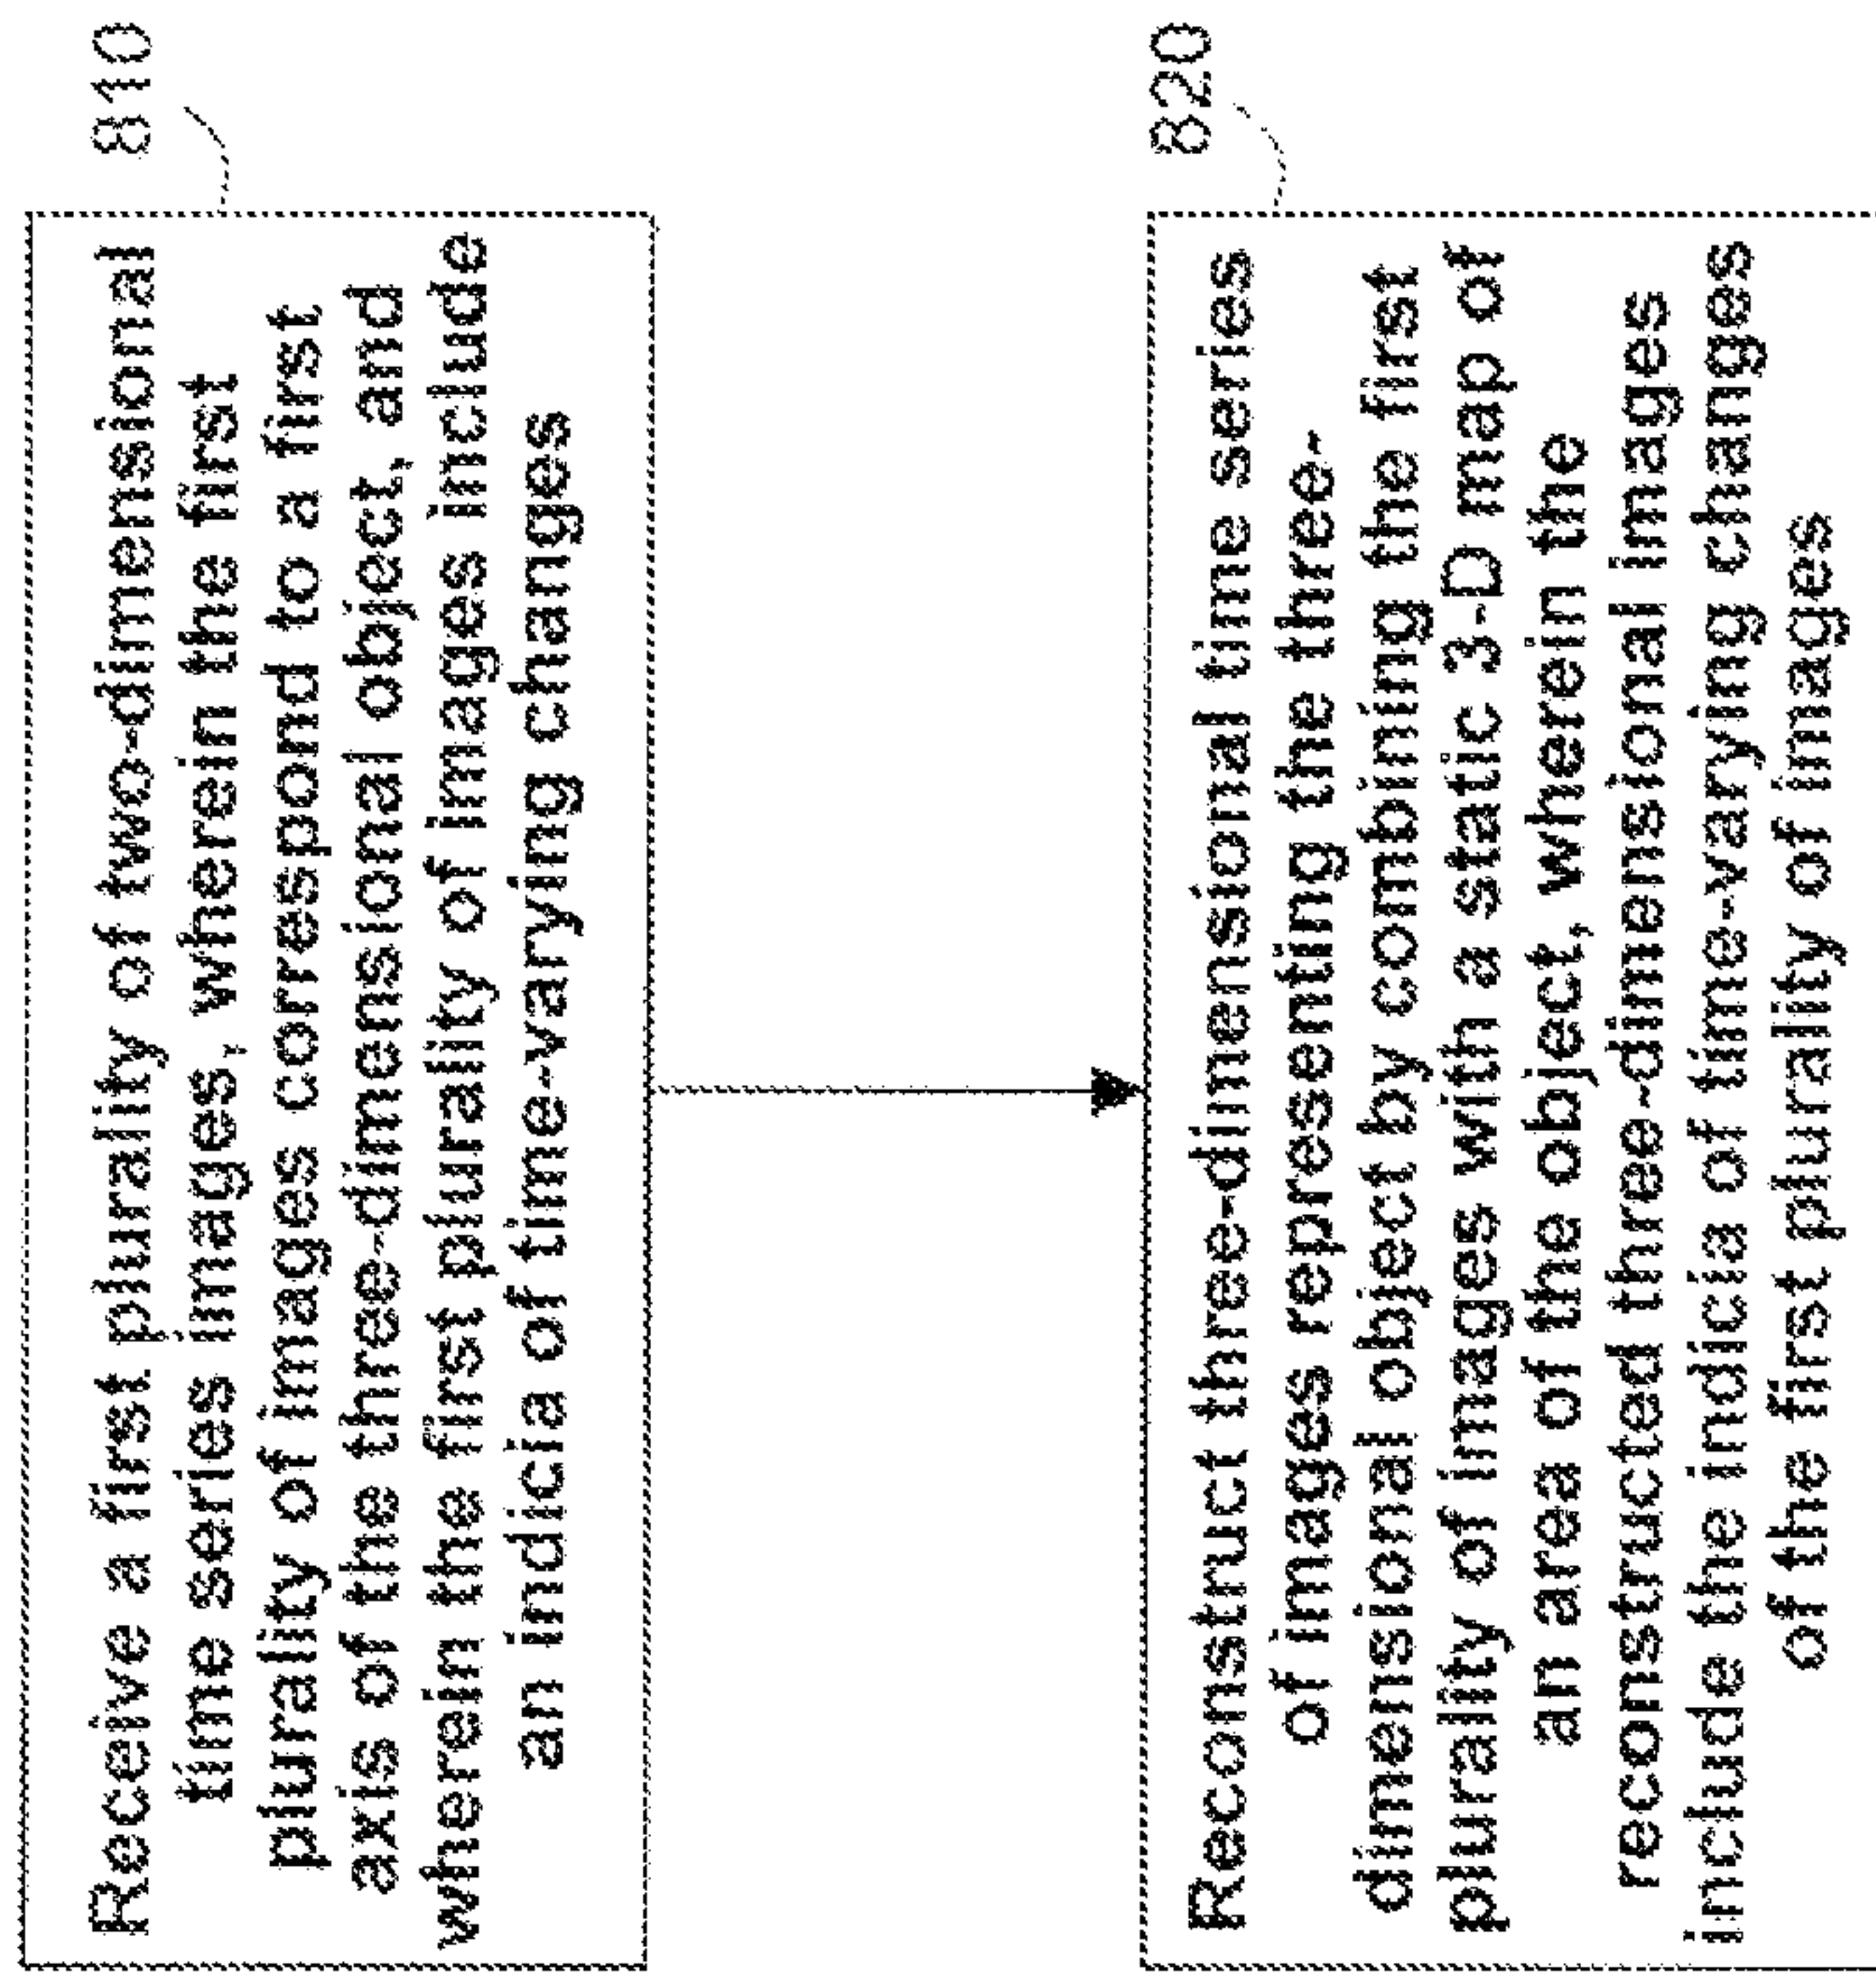 Receive a first plurality of two-dimensional
time series images, wherein the first
plurality of images correspond to a first
axis of the three-dimensional object, and
wherein the first plurality of images include
an indicia of time-varying changes
810
Reconstruct three-dimensional time series
of images representing the three-
dimensional object by combining the first
plurality of images with a static 3-D map of
an area of the object, wherein the
reconstructed three-dimensional images
include the indicia of time-varying changes
of the first plurality of images
820